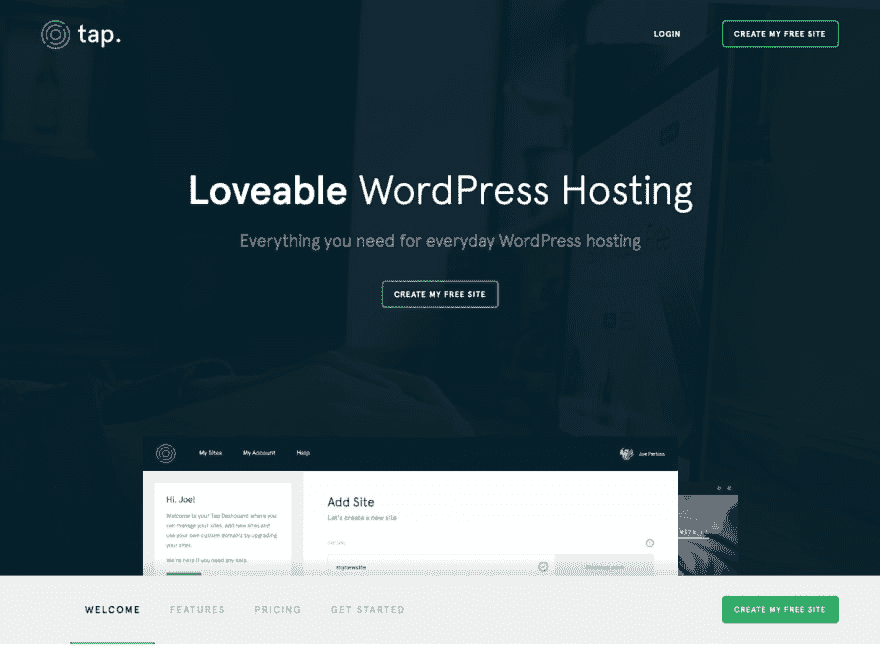 tap.
LOGIN
CREATE MY FREE SITE
Loveable WordPress Hosting
Everything you need for everyday WordPress hosting
CREATE MY FREE SITE
My Sites
My Account
Help
Joe Perkins
Hi, Joe!
Welcome to your Tap Dashboard where you
can manage your sites, add new sites and
use your own custom domains by upgrading
your sites.
We're here if you need any help.
Add Site
Let's create a new site
mynewsite
WELCOME
FEATURES
PRICING
GET STARTED
CREATE MY FREE SITE